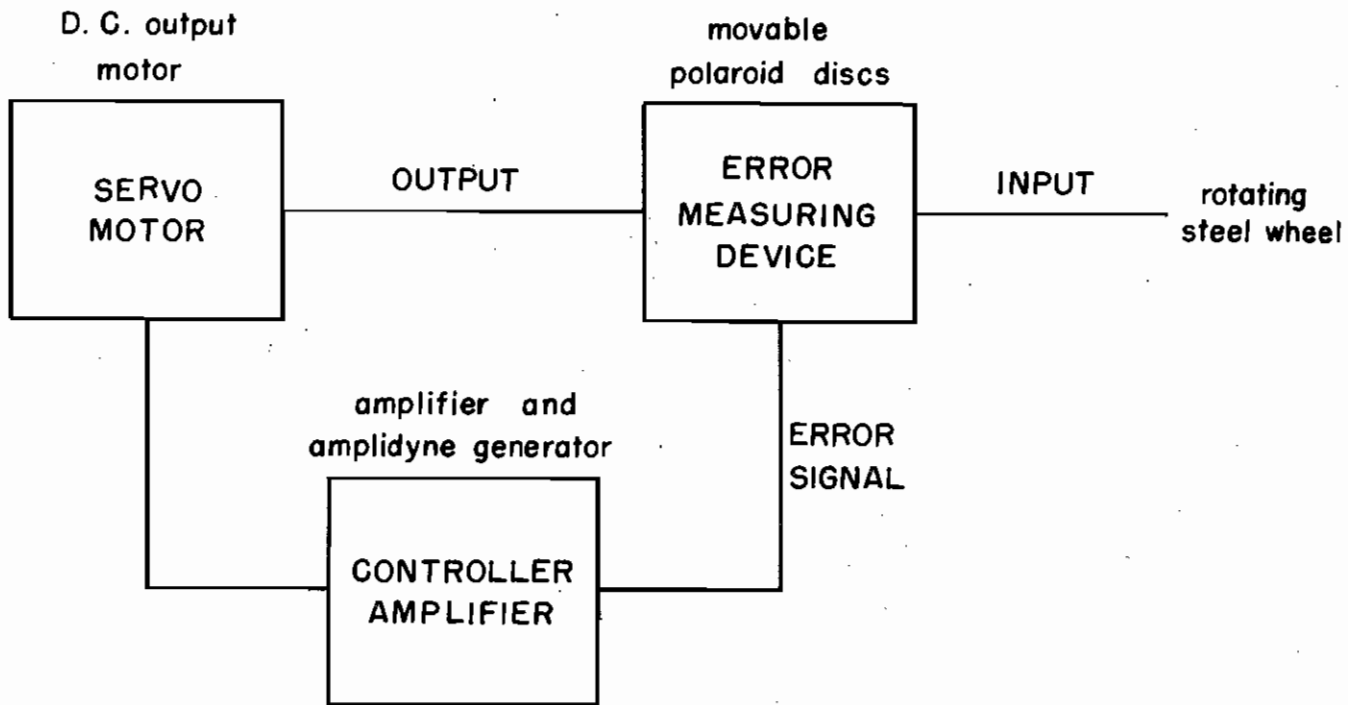 D. C. output
motor
SERVO
MOTOR
OUTPUT
movable
polaroid discs
ERROR
MEASURING
DEVICE
INPUT
rotating
steel wheel
ERROR
SIGNAL
amplifier and
amplidyne generator
CONTROLLER
AMPLIFIER